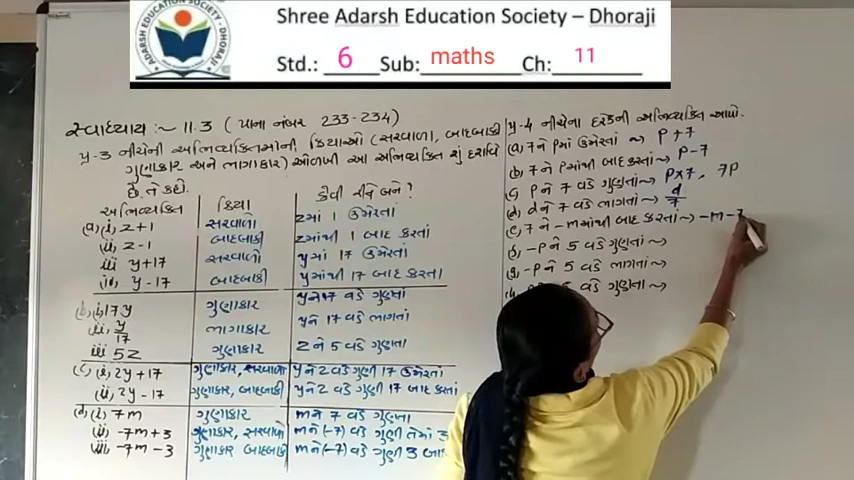 ADARSH EDUCATION SOCIETY DHORAJI
Shree Adarsh Education Society – Dhoraji
Std.: 6 Sub: maths Ch: 11
સ્વાધ્યાય :~ 11.3 (પાના નંબર 233-234)
પ્ર-3 નીચેની અભિવ્યક્તિમાંની ક્રિયાઓ (સરવાળા, બાદબાકી
ગુણાકાર અને ભાગાકાર) ઓળખી આ અભિવ્યક્તિ શું દર્શાવે
છે. તે કહો.
અભિવ્યક્તિ ક્રિયા કેવી રીતે બને?
(a) (i) z+1 સરવાળો zમાં 1 ઉમેરતાં
(ii) z-1 બાદબાકી zમાંથી 1 બાદ કરતાં
iii y+17 સરવાળો yમાં 17 ઉમેરતાં
iv) y-17 બાદબાકી yમાંથી 17 બાદ કરતા
(b) (i) 17y ગુણાકાર yને 17 વડે ગુણતાં
(ii) y/17 ભાગાકાર yને 17 વડે ભાગતાં
iii 5z ગુણાકાર zને 5 વડે ગુણતા
(c) (i) 2y+17 ગુણાકાર, સરવાળા yને 2 વડે ગુણી 17 ઉમેરતાં
(ii) 2y-17 ગુણાકાર, બાદબાકી yને 2 વડે ગુણી 17 બાદ કરતાં
(d) (i) 7m ગુણાકાર mને 7 વડે ગુણતા
(ii) -7m+3 ગુણાકાર, સરવાળો mને (-7) વડે ગુણી તેમાં 3
(iii) -7m-3 ગુણાકાર બાદબાકી mને (-7) વડે ગુણી 3 બાદ
પ્ર-4 નીચેના દરેકની અભિવ્યક્તિ આપો.
(a) 7ને pમાં ઉમેરતાં ~ p+7
(b) 7ને pમાંથી બાદ કરતાં ~ p-7
(c) pને 7 વડે ગુણતાં ~ p×7, 7p
(d) dને 7 વડે ભાગતાં ~ d/7
(e) 7ને -mમાંથી બાદ કરતાં ~ -m-7
(f) -pને 5 વડે ગુણતાં ~
(g) -pને 5 વડે ભાગતાં ~
5 વડે ગુણતાં ~